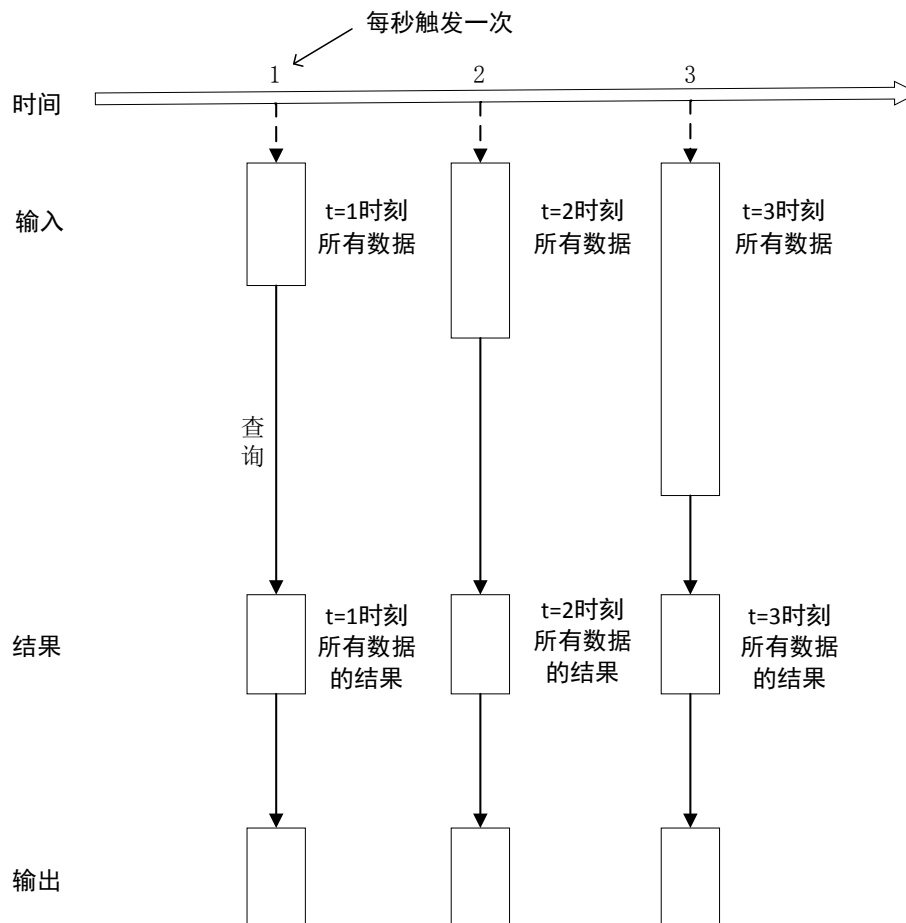 每秒触发一次
1
2
3
时间
输入
t=1时刻
所有数据
t=2时刻
所有数据
t=3时刻
所有数据
查
询
结果
t=1时刻
所有数据
的结果
t=2时刻
所有数据
的结果
t=3时刻
所有数据
的结果
输出